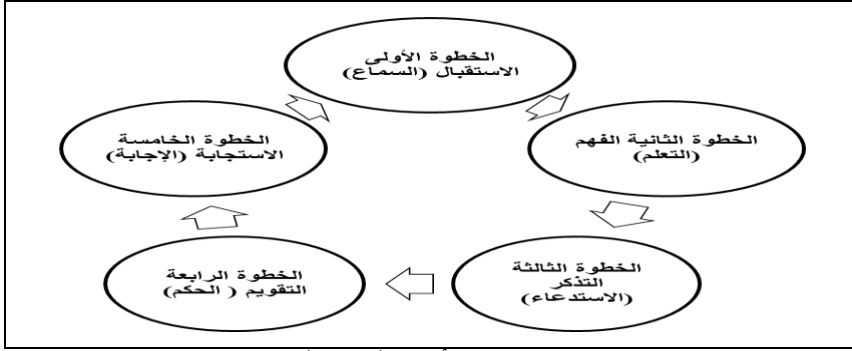 الخطوة الأولى
الاستقبال (السماع)
الخطوة الثانية الفهم
(التعلم)
الخطوة الثالثة
التذكر
(الاستدعاء)
الخطوة الرابعة
التقويم ( الحكم)
الخطوة الخامسة
الاستجابة (الإجابة)